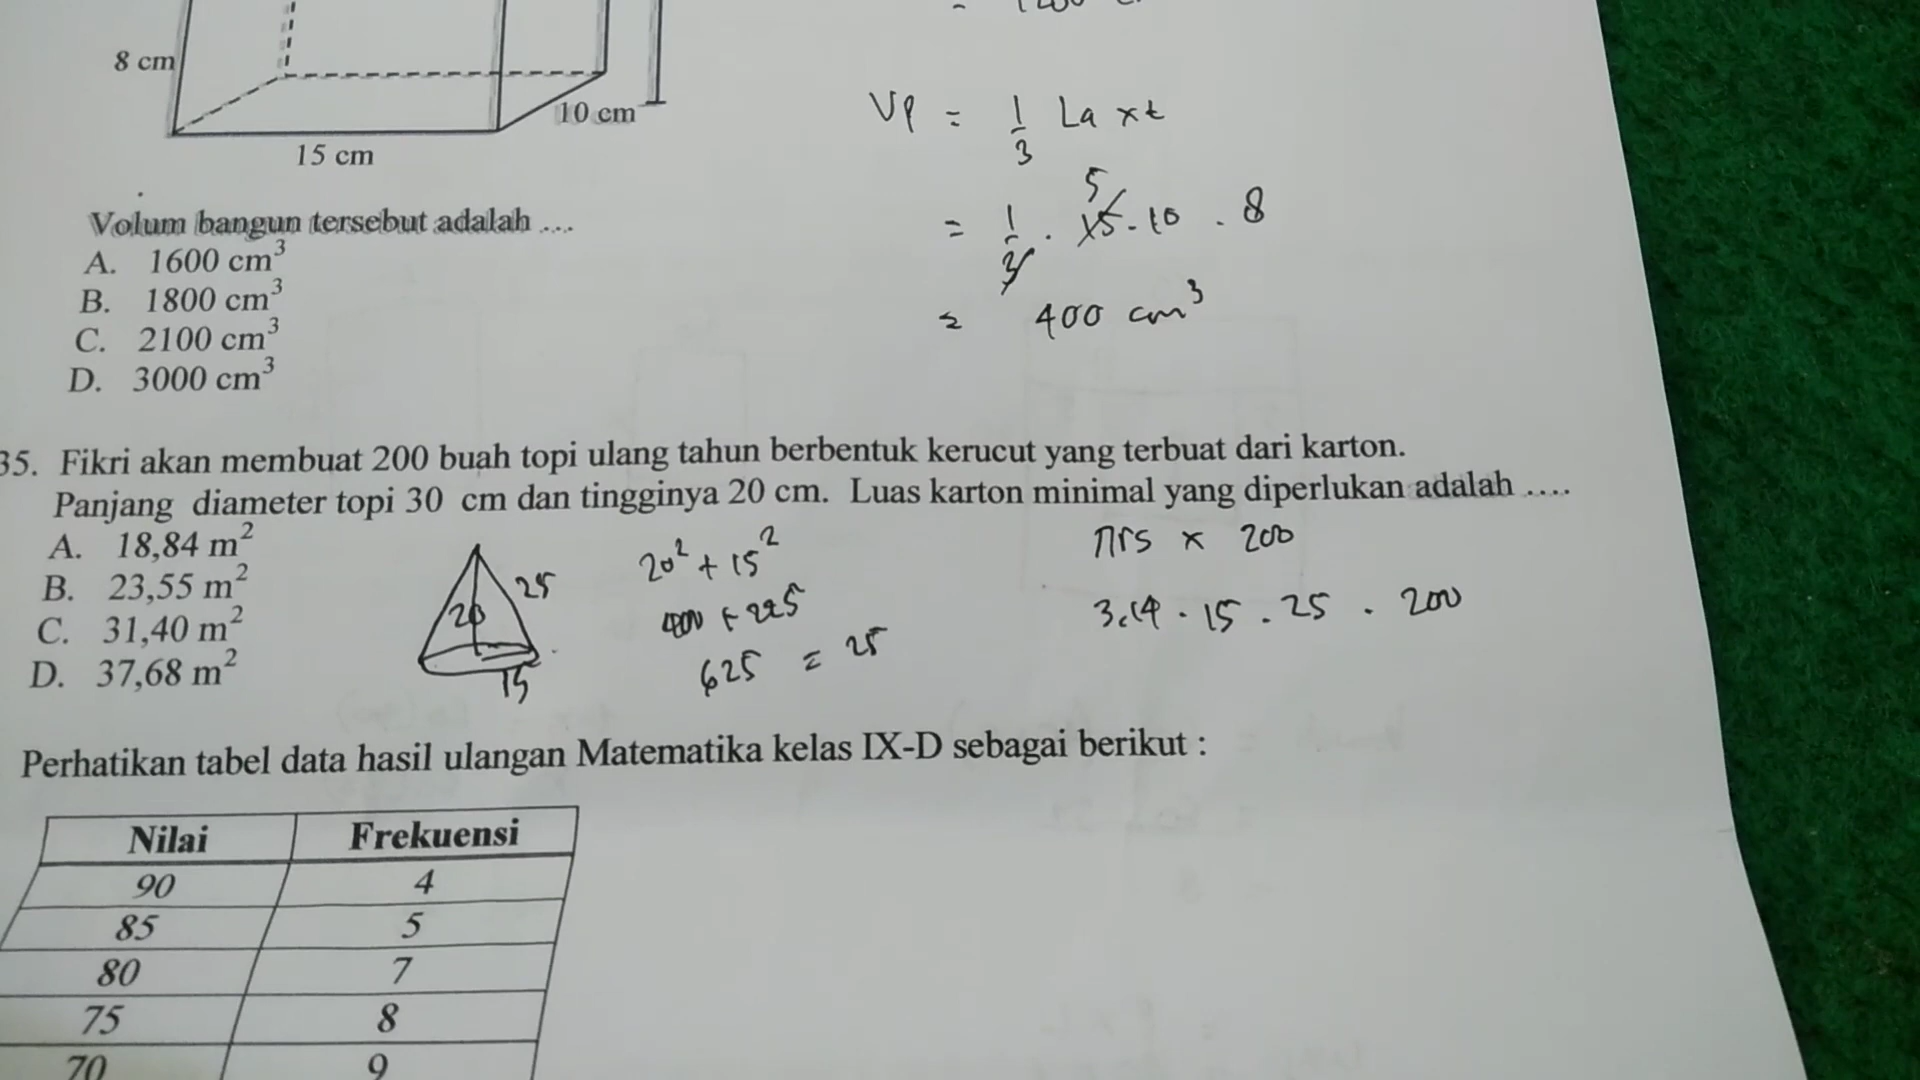 8 cm
10 cm
15 cm
Volum bangun tersebut adalah ...
A. 1600 cm³
B. 1800 cm³
C. 2100 cm³
D. 3000 cm³
Vp = 1/3 La x t
5
= 1/3 . 15 . 10 . 8
= 400 cm³
35. Fikri akan membuat 200 buah topi ulang tahun berbentuk kerucut yang terbuat dari karton.
Panjang diameter topi 30 cm dan tingginya 20 cm. Luas karton minimal yang diperlukan adalah ....
A. 18,84 m²
B. 23,55 m²
C. 31,40 m²
D. 37,68 m²
20
25
15
20² + 15²
400 + 225
625 = 25
πrs x 200
3.14 . 15 . 25 . 200
Perhatikan tabel data hasil ulangan Matematika kelas IX-D sebagai berikut :
Nilai Frekuensi
90 4
85 5
80 7
75 8
70 9